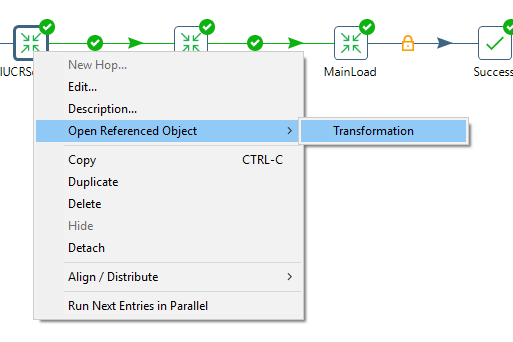 MainLoad
Success
New Hop...
Edit...
Description...
Open Referenced Object
Transformation
Copy CTRL-C
Duplicate
Delete
Hide
Detach
Align / Distribute
Run Next Entries in Parallel